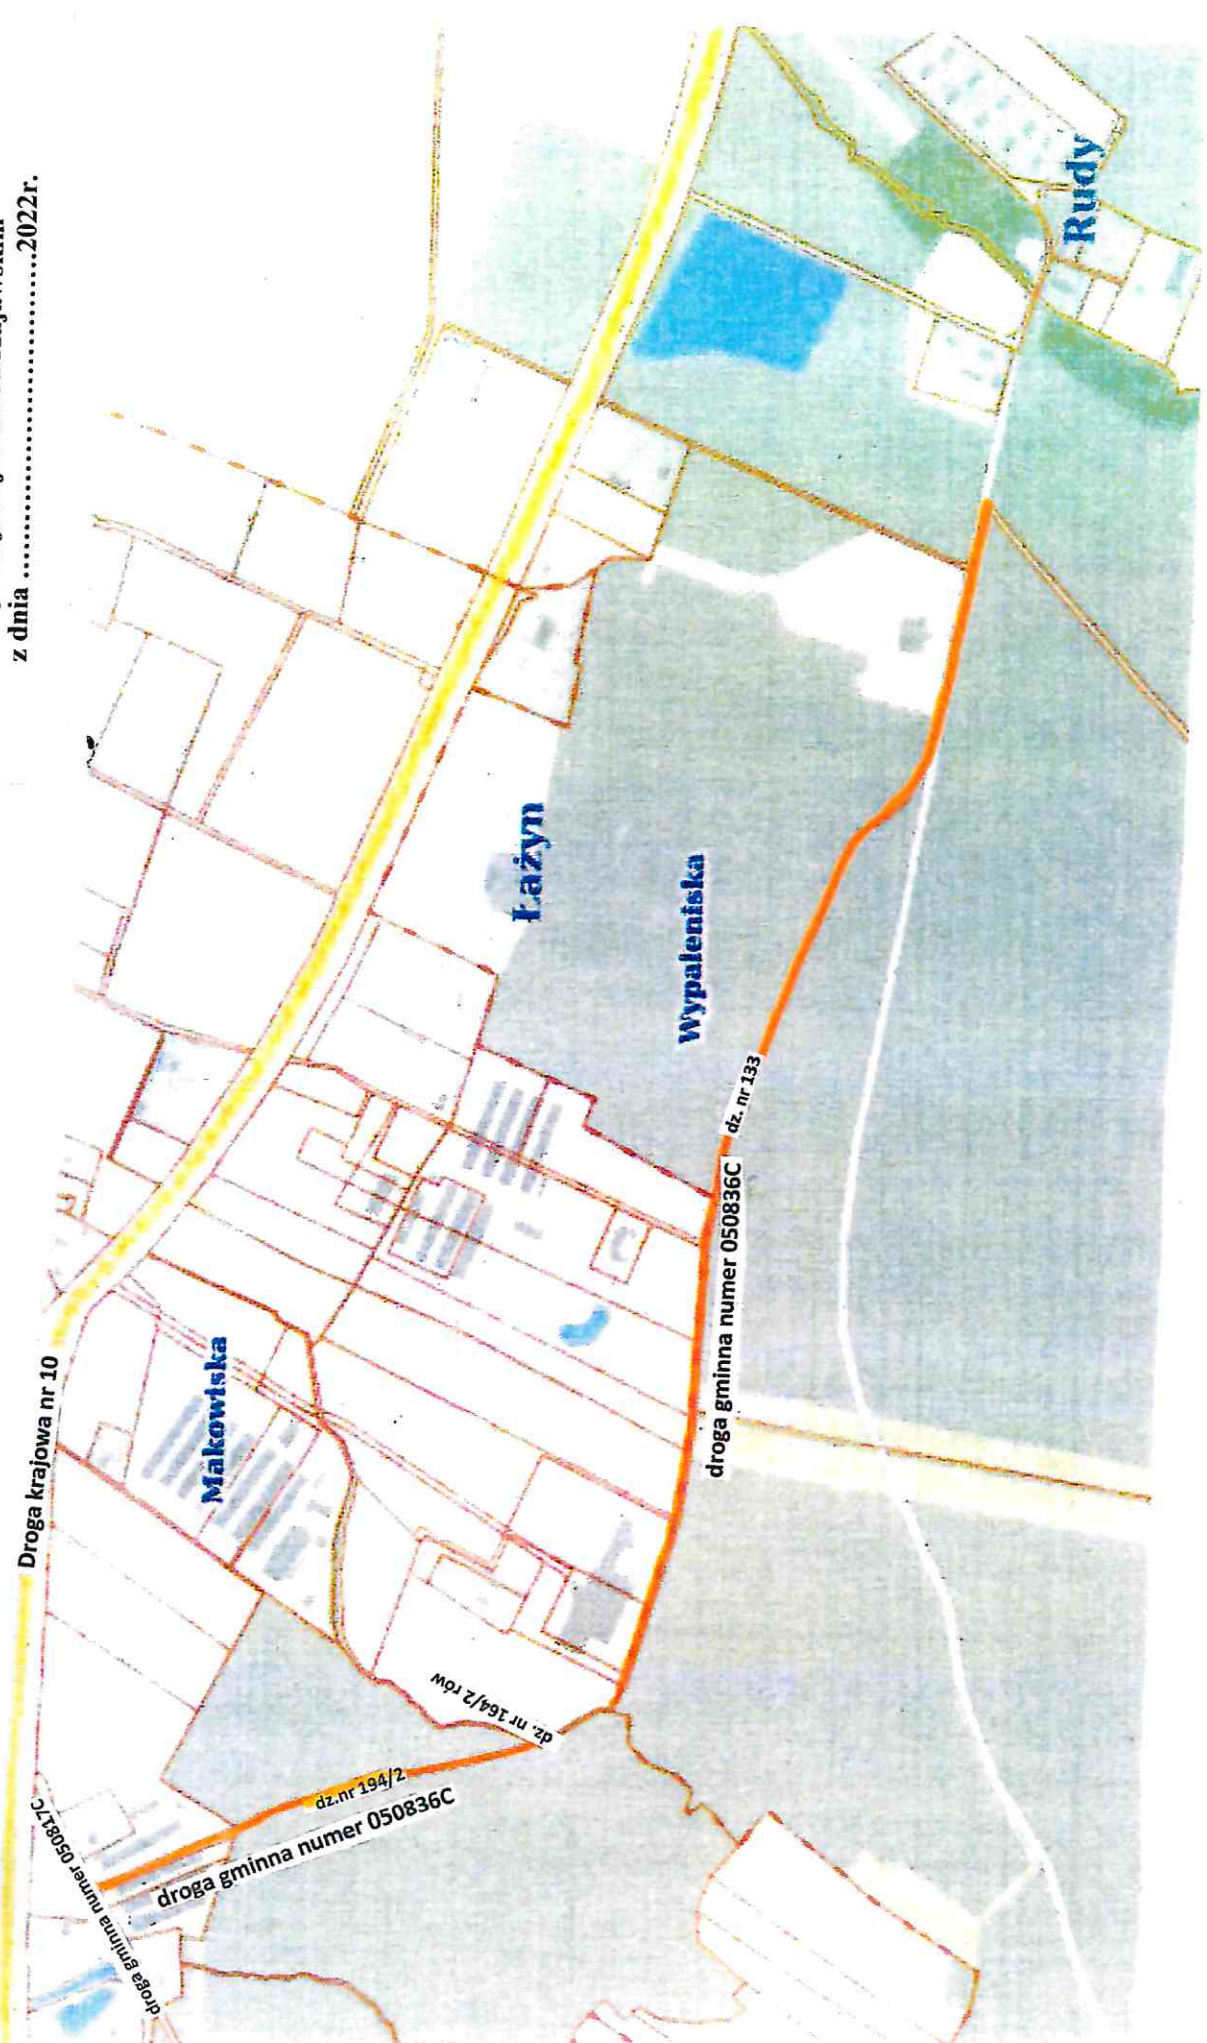 z dnia ........................................2022r.
Droga krajowa nr 10
Makowiska
Łażyn
Wypaleniska
Rudy
dz. nr 133
droga gminna numer 050836C
dz. nr 164/2 rów
dz.nr 194/2
droga gminna numer 050836C
droga gminna numer 050817C